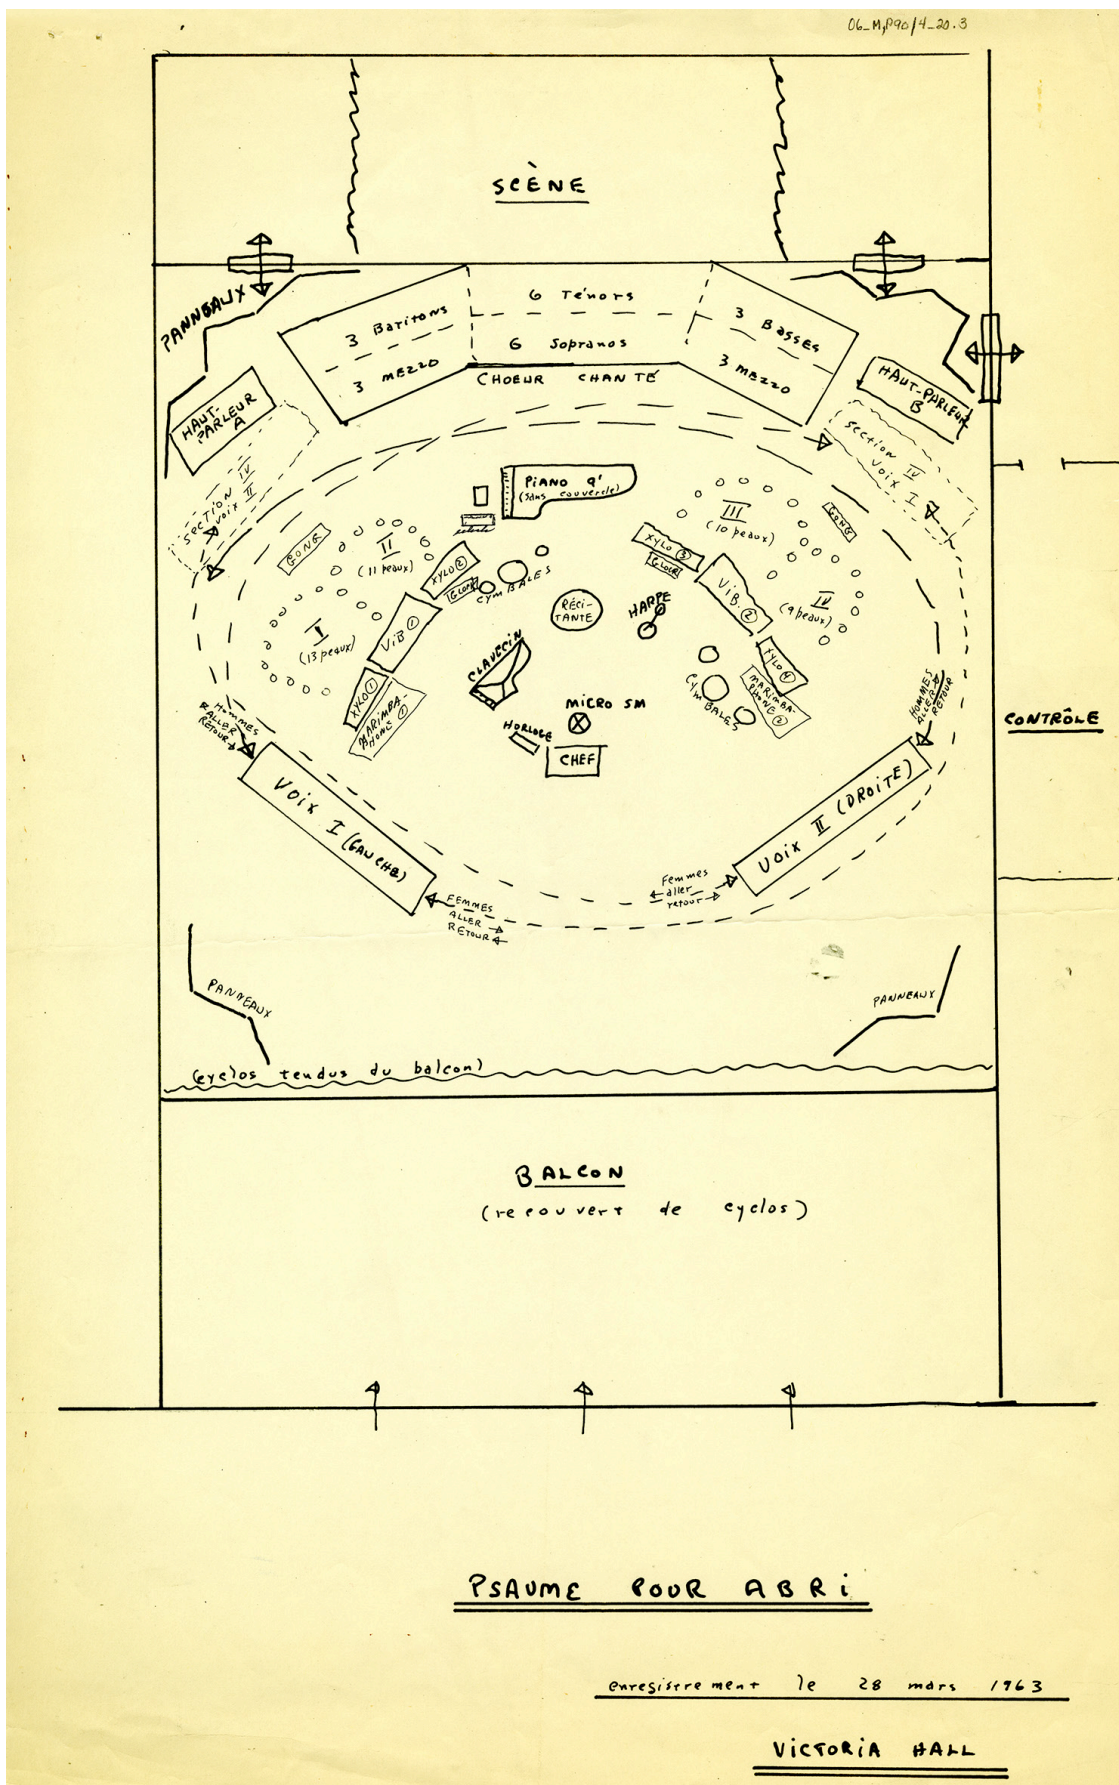 06_M,P90/4_20.3
SCÈNE
PANNEAUX
3 Baritons
3 MEZZO
6 Ténors
6 Sopranos
3 Basses
3 MEZZO
CHOEUR CHANTÉ
HAUT-
PARLEUR
A
HAUT-PARLEUR
B
SECTION IV
VOIX II
SECTION IV
VOIX I
PIANO 9'
(sans couvercle)
GONG
II
(11 peaux)
XYLO 2
GLOCK
CYMBALES
III
(10 peaux)
GONG
XYLO 3
GLOCK
VIB. 2
IV
(9 peaux)
I
(13 peaux)
VIB 1
XYLO 1
MARIMBA-
PHONE 1
RÉCI-
TANTE
HARPE
CLAVECIN
XYLO 4
MARIMBA-
PHONE 2
CYMBALES
MICRO SM
HORLOGE
CHEF
HOMMES
ALLER
RETOUR
HOMMES
ALLER
RETOUR
CONTRÔLE
VOIX I (GAUCHE)
VOIX II (DROITE)
FEMMES
ALLER
RETOUR
Femmes
aller
retour
PANNEAUX
PANNEAUX
(cyclos tendus du balcon)
BALCON
(recouvert de cyclos)
PSAUME POUR ABRI
enregistrement le 28 mars 1963
VICTORIA HALL